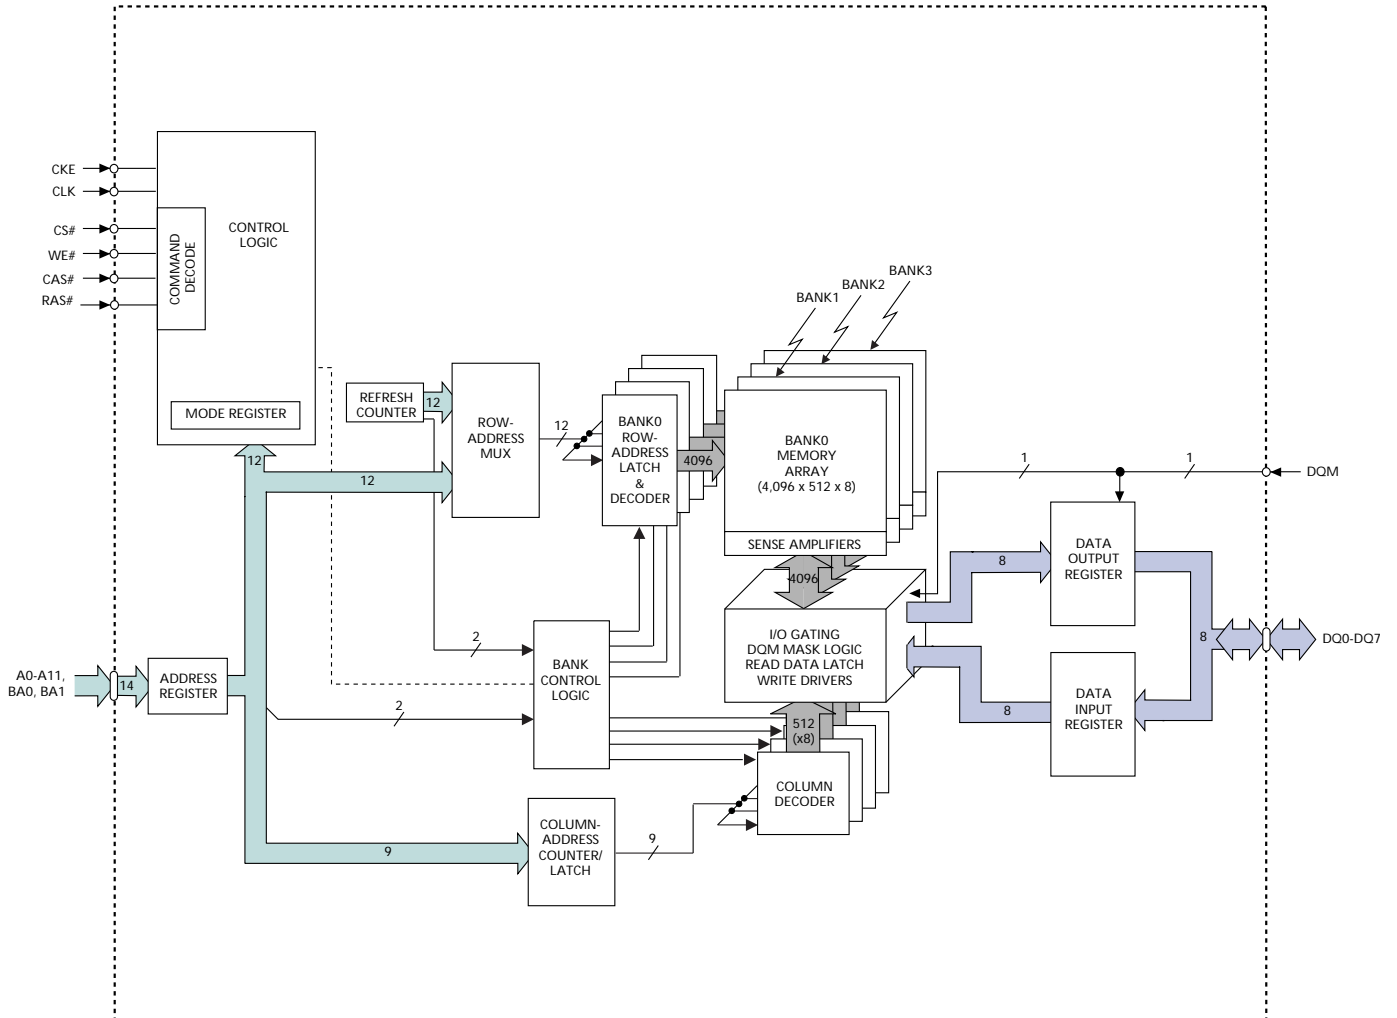 CKE
CLK
CS#
WE#
CAS#
RAS#
COMMAND
DECODE
CONTROL
LOGIC
MODE REGISTER
12
12
REFRESH
COUNTER
12
ROW-
ADDRESS
MUX
12
BANK0
ROW-
ADDRESS
LATCH
&
DECODER
4096
BANK1
BANK2
BANK3
BANK0
MEMORY
ARRAY
(4,096 x 512 x 8)
SENSE AMPLIFIERS
4096
I/O GATING
DQM MASK LOGIC
READ DATA LATCH
WRITE DRIVERS
512
(x8)
COLUMN
DECODER
1
1
DQM
DATA
OUTPUT
REGISTER
8
8
DQ0-DQ7
DATA
INPUT
REGISTER
8
A0-A11,
BA0, BA1
14
ADDRESS
REGISTER
2
2
BANK
CONTROL
LOGIC
9
COLUMN-
ADDRESS
COUNTER/
LATCH
9